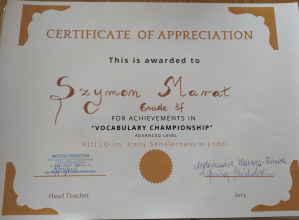 CERTIFICATE OF APPRECIATION
This is awarded to
Szymon Marat
Grade 3f
FOR ACHIEVEMENTS IN
"VOCABULARY CHAMPIONSHIP"
ADVANCED LEVEL
XLII LO im. Ireny Sendlerowej w Łodzi
WICEDYREKTOR
Head Teacher
Jury